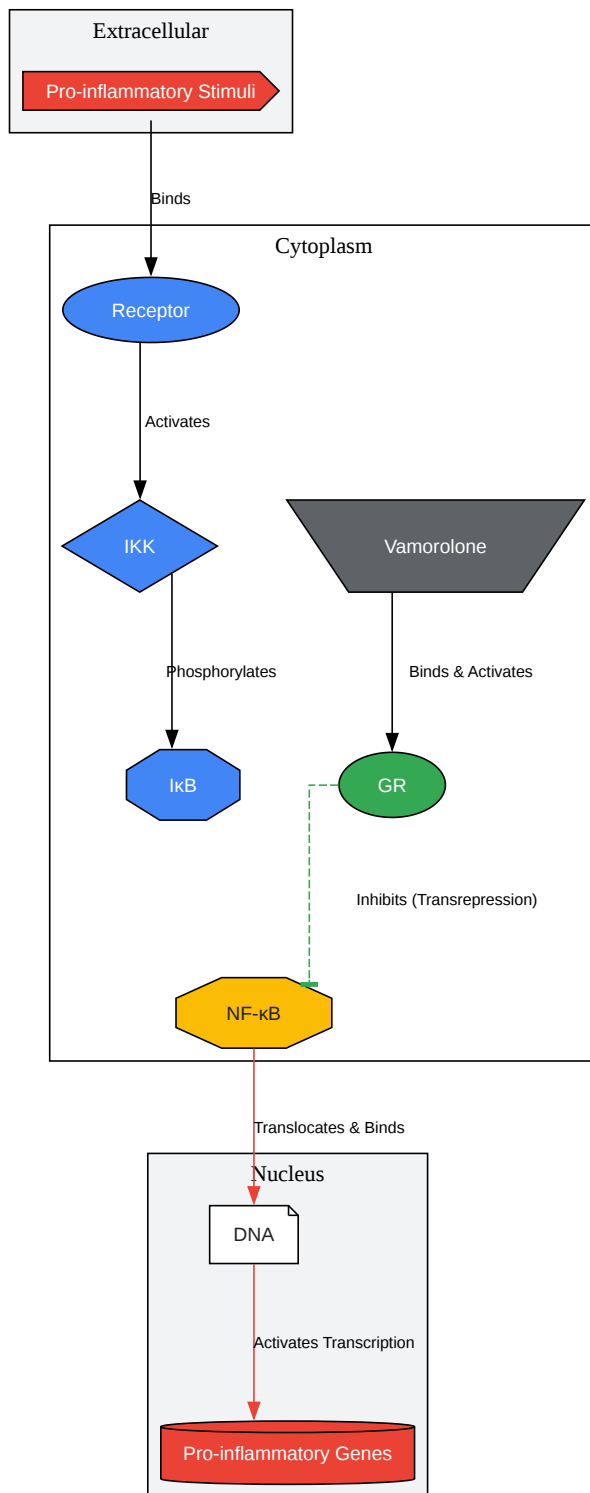 Extracellular
Pro-inflammatory Stimuli
Binds
Cytoplasm
Receptor
Activates
IKK
Vamorolone
Phosphorylates
Binds & Activates
IκB
GR
Inhibits (Transrepression)
NF-κB
Translocates & Binds
Nucleus
DNA
Activates Transcription
Pro-inflammatory Genes